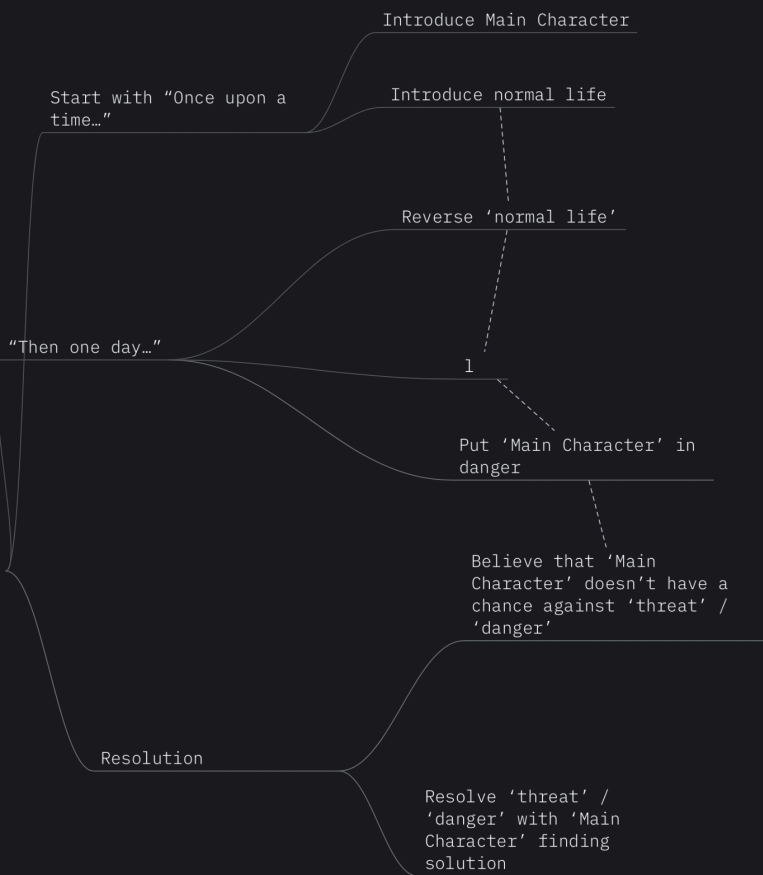 Introduce Main Character
Start with “Once upon a
time…”
Introduce normal life
Reverse ‘normal life’
“Then one day…”
l
Put ‘Main Character’ in
danger
Believe that ‘Main
Character’ doesn’t have a
chance against ‘threat’ /
‘danger’
Resolution
Resolve ‘threat’ /
‘danger’ with ‘Main
Character’ finding
solution